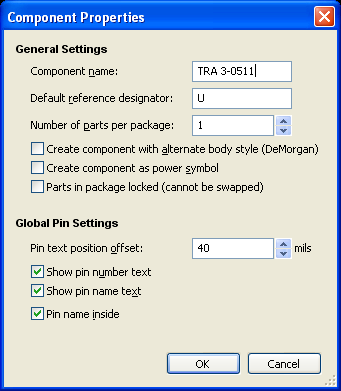 Component Properties
General Settings
Component name: TRA 3-0511
Default reference designator: U
Number of parts per package: 1
Create component with alternate body style (DeMorgan)
Create component as power symbol
Parts in package locked (cannot be swapped)
Global Pin Settings
Pin text position offset: 40 mils
Show pin number text
Show pin name text
Pin name inside
OK Cancel